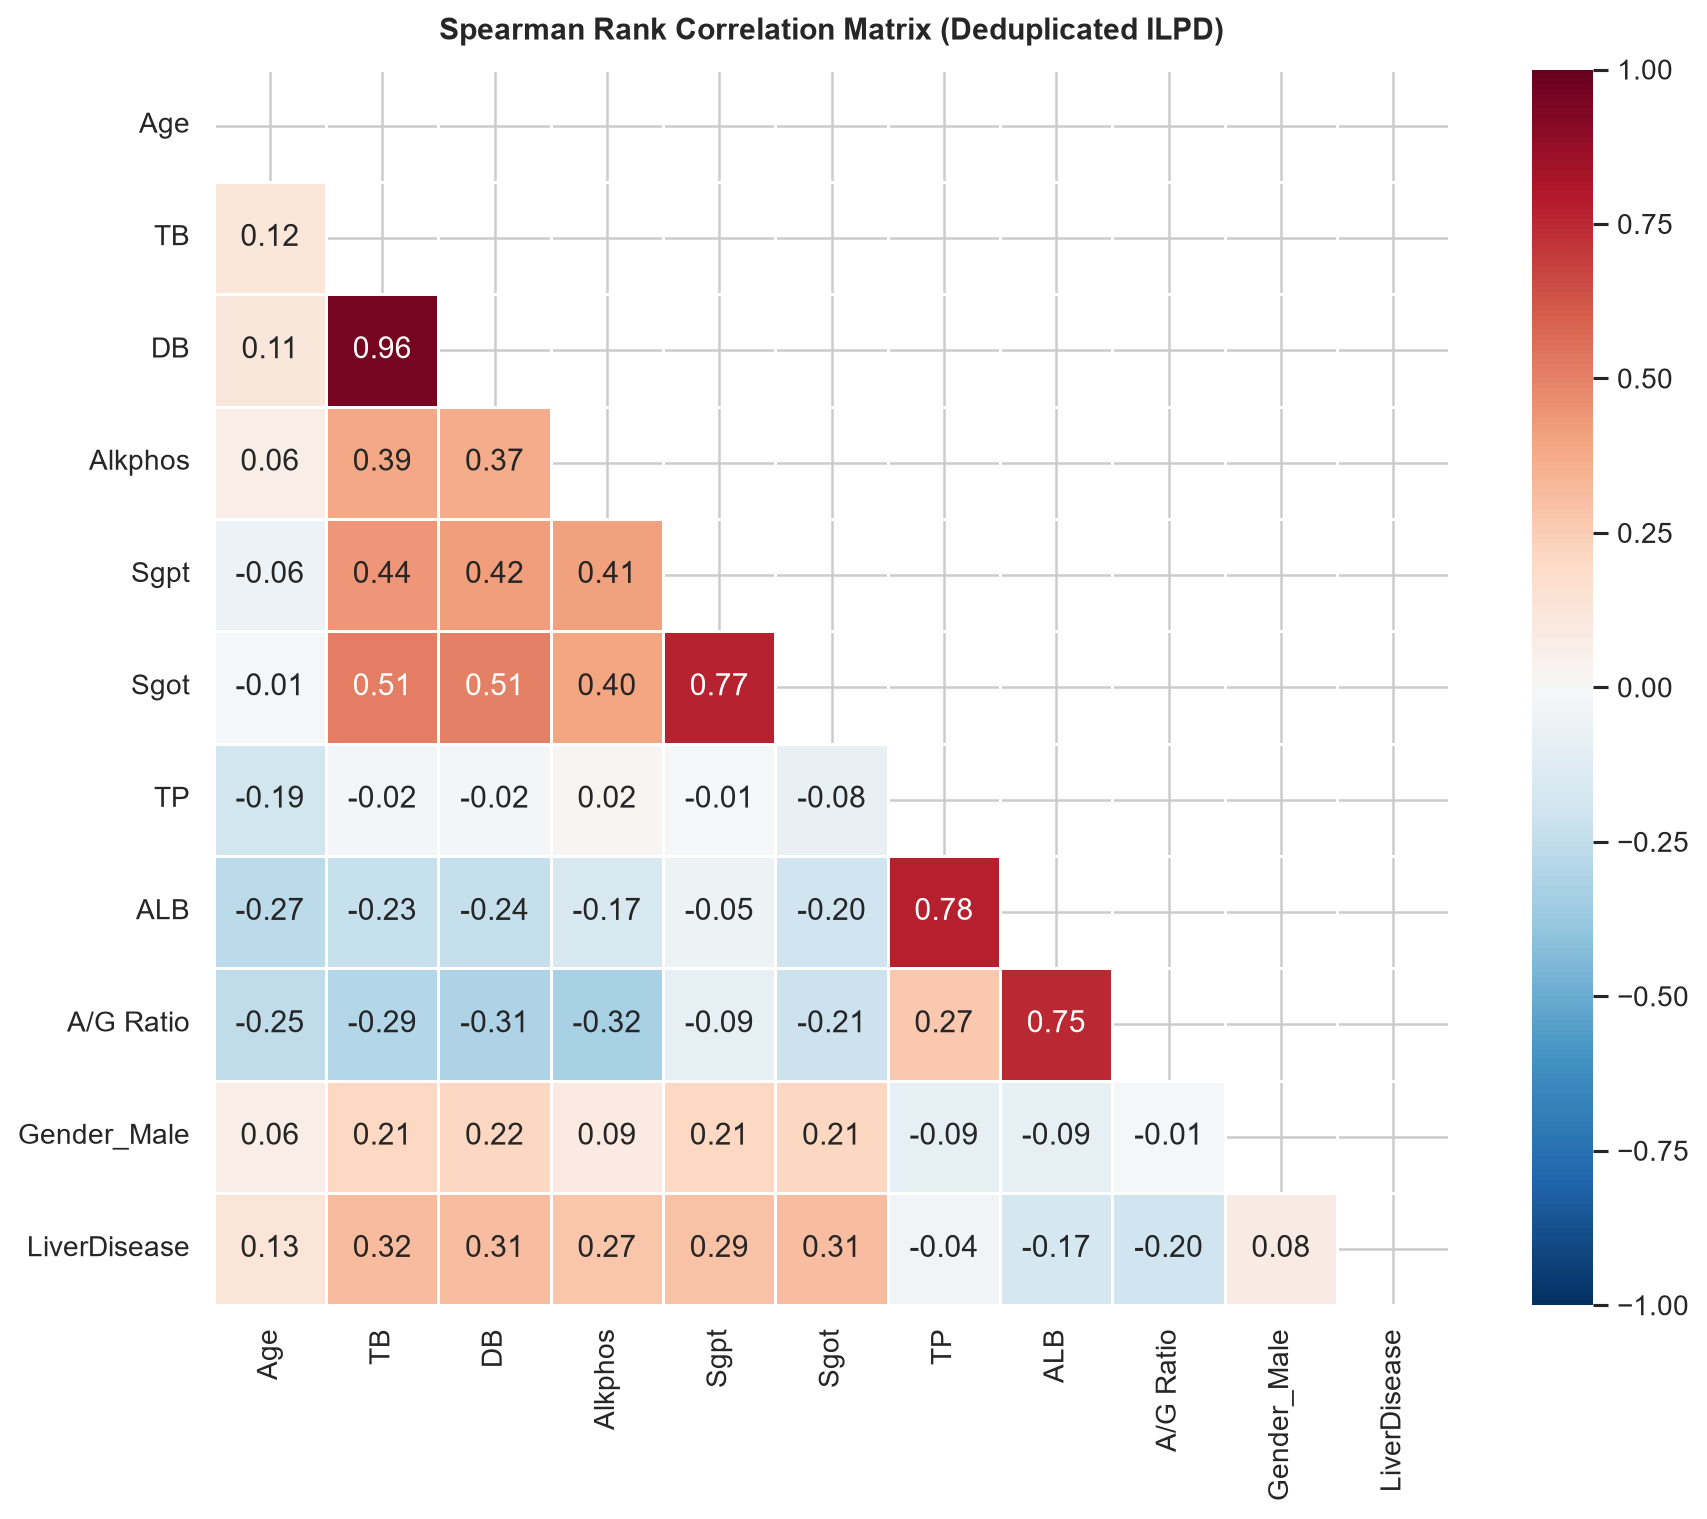 Spearman Rank Correlation Matrix (Deduplicated ILPD)
1.00
Age
TB 0.12
0.75
DB 0.11 0.96
0.50
Alkphos 0.06 0.39 0.37
0.25
Sgpt -0.06 0.44 0.42 0.41
Sgot -0.01 0.51 0.51 0.40 0.77
0.00
TP -0.19 -0.02 -0.02 0.02 -0.01 -0.08
−0.25
ALB -0.27 -0.23 -0.24 -0.17 -0.05 -0.20 0.78
−0.50
A/G Ratio -0.25 -0.29 -0.31 -0.32 -0.09 -0.21 0.27 0.75
Gender_Male 0.06 0.21 0.22 0.09 0.21 0.21 -0.09 -0.09 -0.01
−0.75
LiverDisease 0.13 0.32 0.31 0.27 0.29 0.31 -0.04 -0.17 -0.20 0.08
−1.00
Age TB DB Alkphos Sgpt Sgot TP ALB A/G Ratio Gender_Male LiverDisease